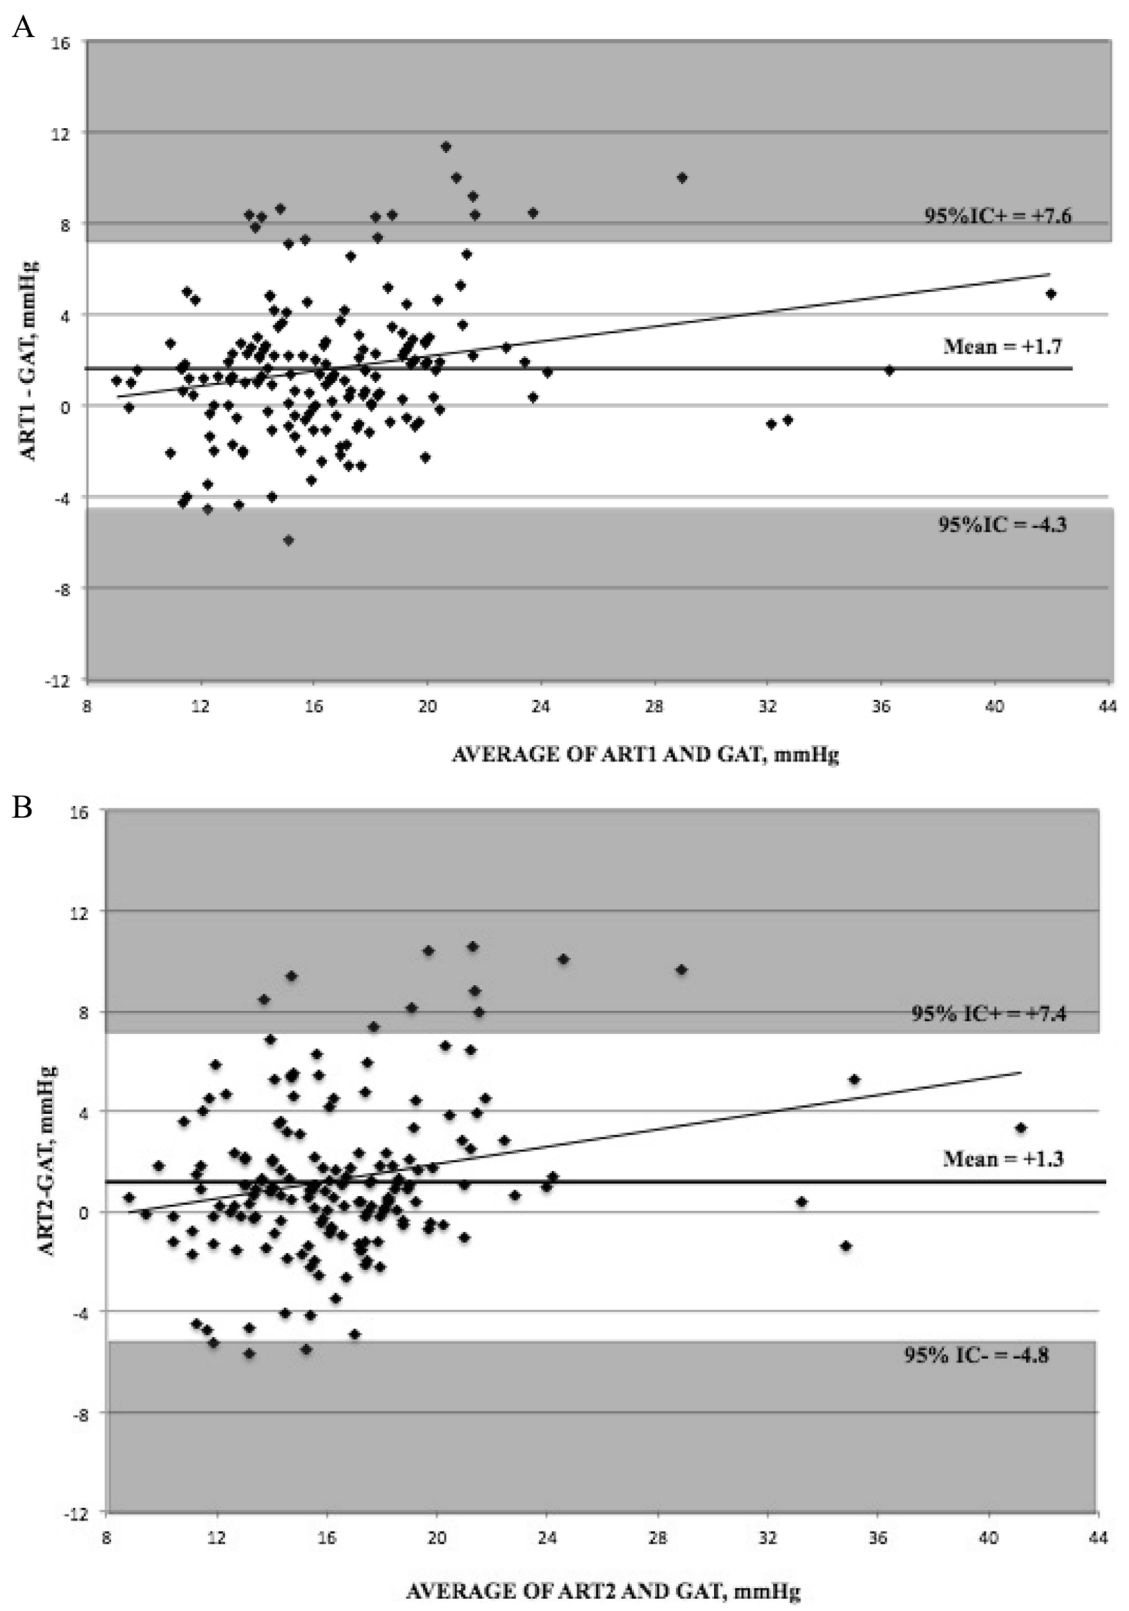 A
16
12
8
4
0
-4
-8
-12
ART1 - GAT, mmHg
95%IC+ = +7.6
Mean = +1.7
95%IC = -4.3
8 12 16 20 24 28 32 36 40 44
AVERAGE OF ART1 AND GAT, mmHg
B
16
12
8
4
0
-4
-8
-12
ART2-GAT, mmHg
95% IC+ = +7.4
Mean = +1.3
95% IC- = -4.8
8 12 16 20 24 28 32 36 40 44
AVERAGE OF ART2 AND GAT, mmHg